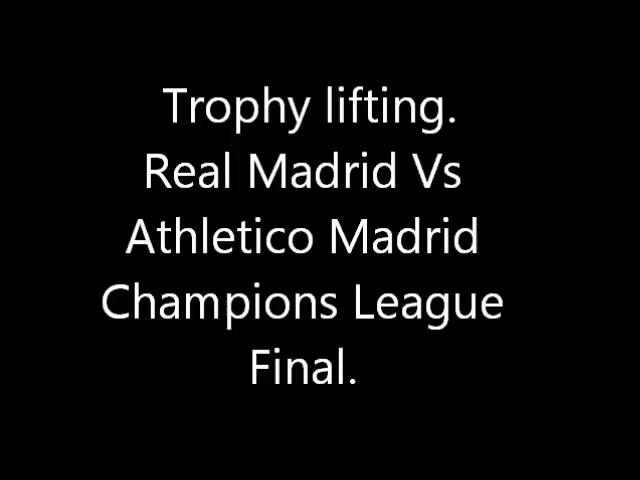 Trophy lifting.
Real Madrid Vs
Athletico Madrid
Champions League
Final.